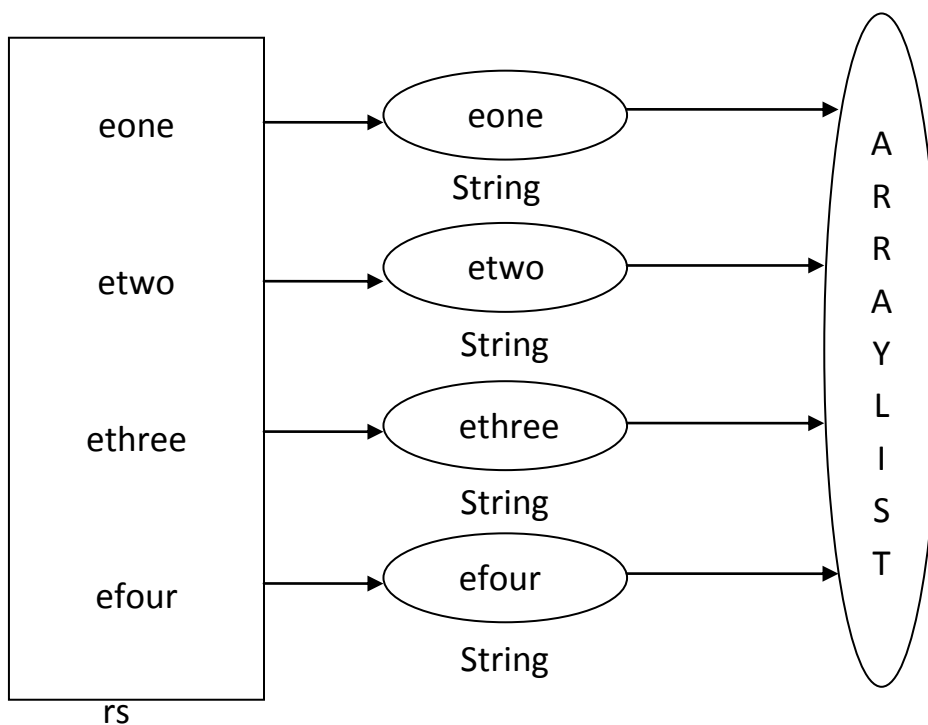 eone
eone
String
etwo
etwo
String
ethree
ethree
String
efour
efour
String
rs
A
R
R
A
Y
L
I
S
T